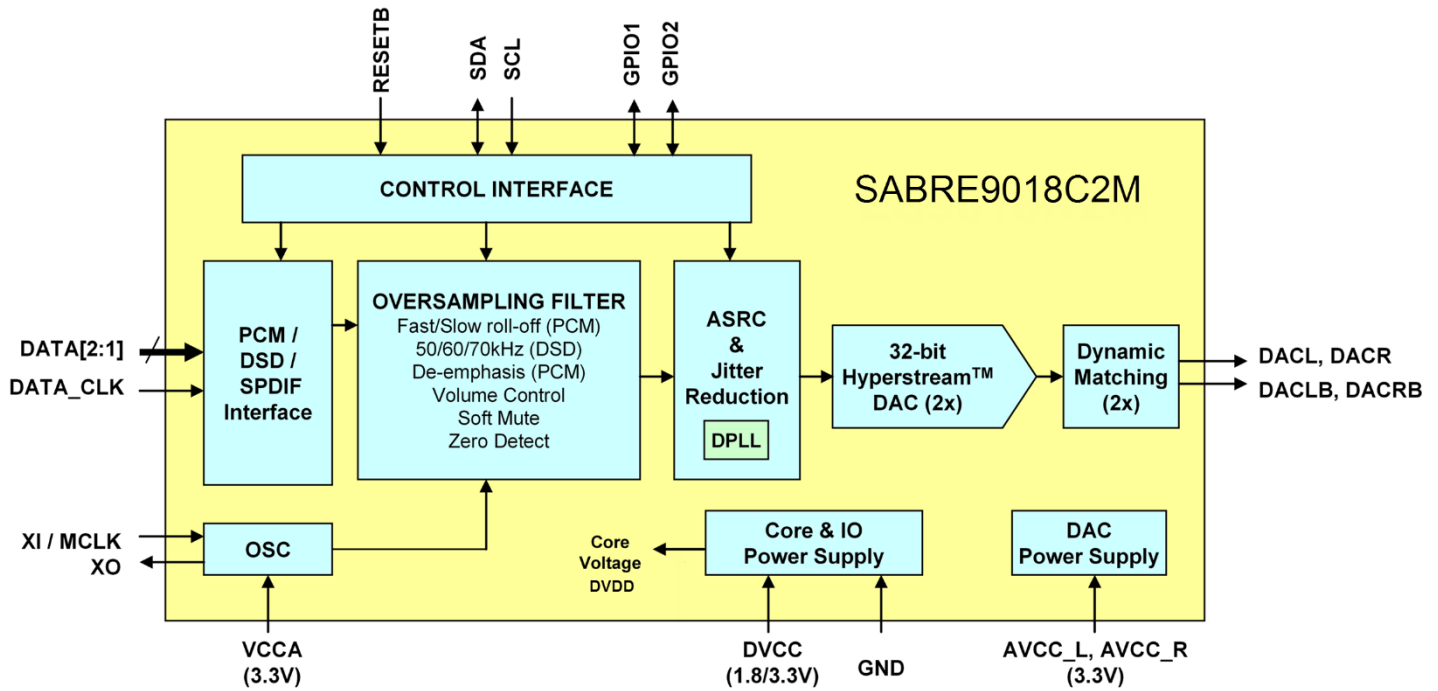 RESETB
SDA
SCL
GPIO1
GPIO2
CONTROL INTERFACE
SABRE9018C2M
DATA[2:1]
DATA_CLK
PCM /
DSD /
SPDIF
Interface
OVERSAMPLING FILTER
Fast/Slow roll-off (PCM)
50/60/70kHz (DSD)
De-emphasis (PCM)
Volume Control
Soft Mute
Zero Detect
ASRC
&
Jitter
Reduction
DPLL
32-bit
Hyperstream™
DAC (2x)
Dynamic
Matching
(2x)
DACL, DACR
DACLB, DACRB
XI / MCLK
XO
OSC
Core
Voltage
DVDD
Core & IO
Power Supply
DAC
Power Supply
VCCA
(3.3V)
DVCC
(1.8/3.3V)
GND
AVCC_L, AVCC_R
(3.3V)